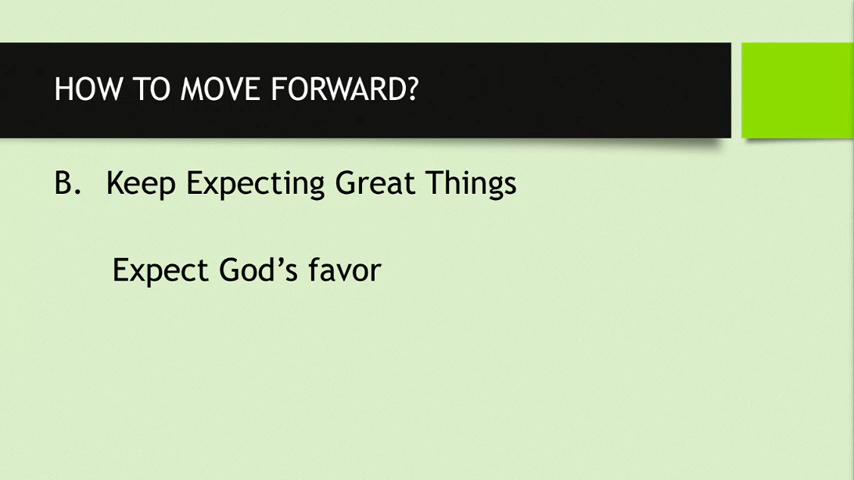 HOW TO MOVE FORWARD?
B. Keep Expecting Great Things
Expect God’s favor